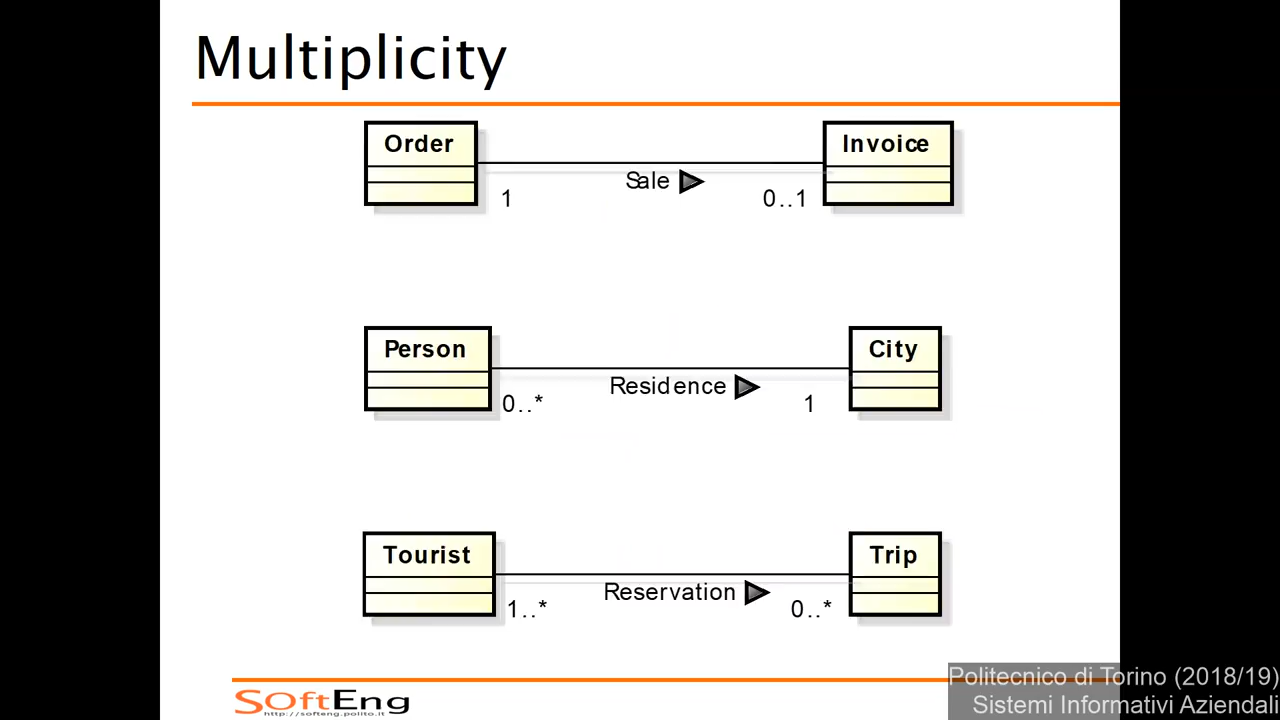 Multiplicity
Order
Invoice
Sale
1
0..1
Person
City
Residence
0..*
1
Tourist
Trip
Reservation
1..*
0..*
SoftEng
http://softeng.polito.it
Politecnico di Torino (2018/19)
Sistemi Informativi Aziendali